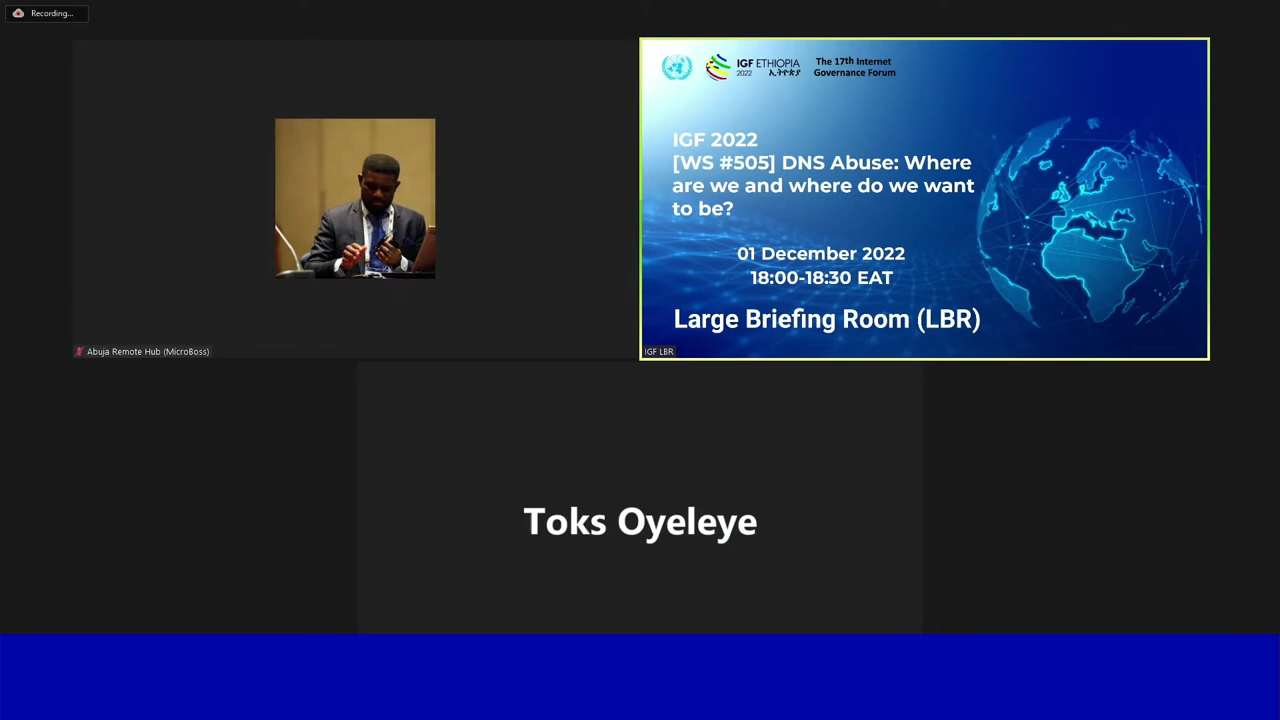 Recording...
IGF ETHIOPIA
2022 ኢትዮጵያ
The 17th Internet
Governance Forum
IGF 2022
[WS #505] DNS Abuse: Where
are we and where do we want
to be?
01 December 2022
18:00-18:30 EAT
Large Briefing Room (LBR)
Abuja Remote Hub (MicroBoss)
IGF LBR
Toks Oyeleye